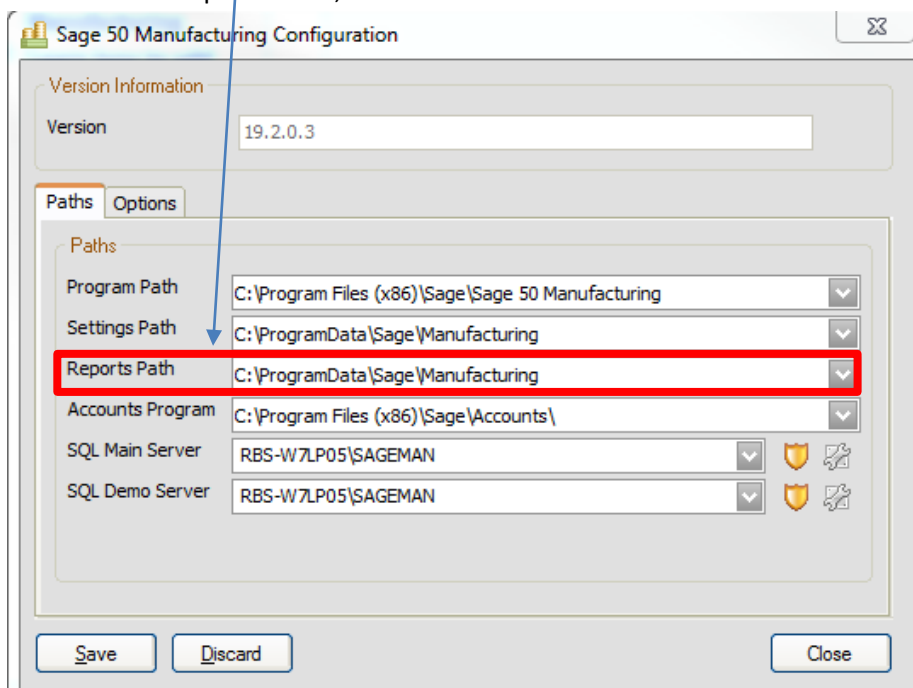 Sage 50 Manufacturing Configuration
Version Information
Version 19.2.0.3
Paths Options
Paths
Program Path C:\Program Files (x86)\Sage\Sage 50 Manufacturing
Settings Path C:\ProgramData\Sage\Manufacturing
Reports Path C:\ProgramData\Sage\Manufacturing
Accounts Program C:\Program Files (x86)\Sage\Accounts\
SQL Main Server RBS-W7LP05\SAGEMAN
SQL Demo Server RBS-W7LP05\SAGEMAN
Save Discard Close